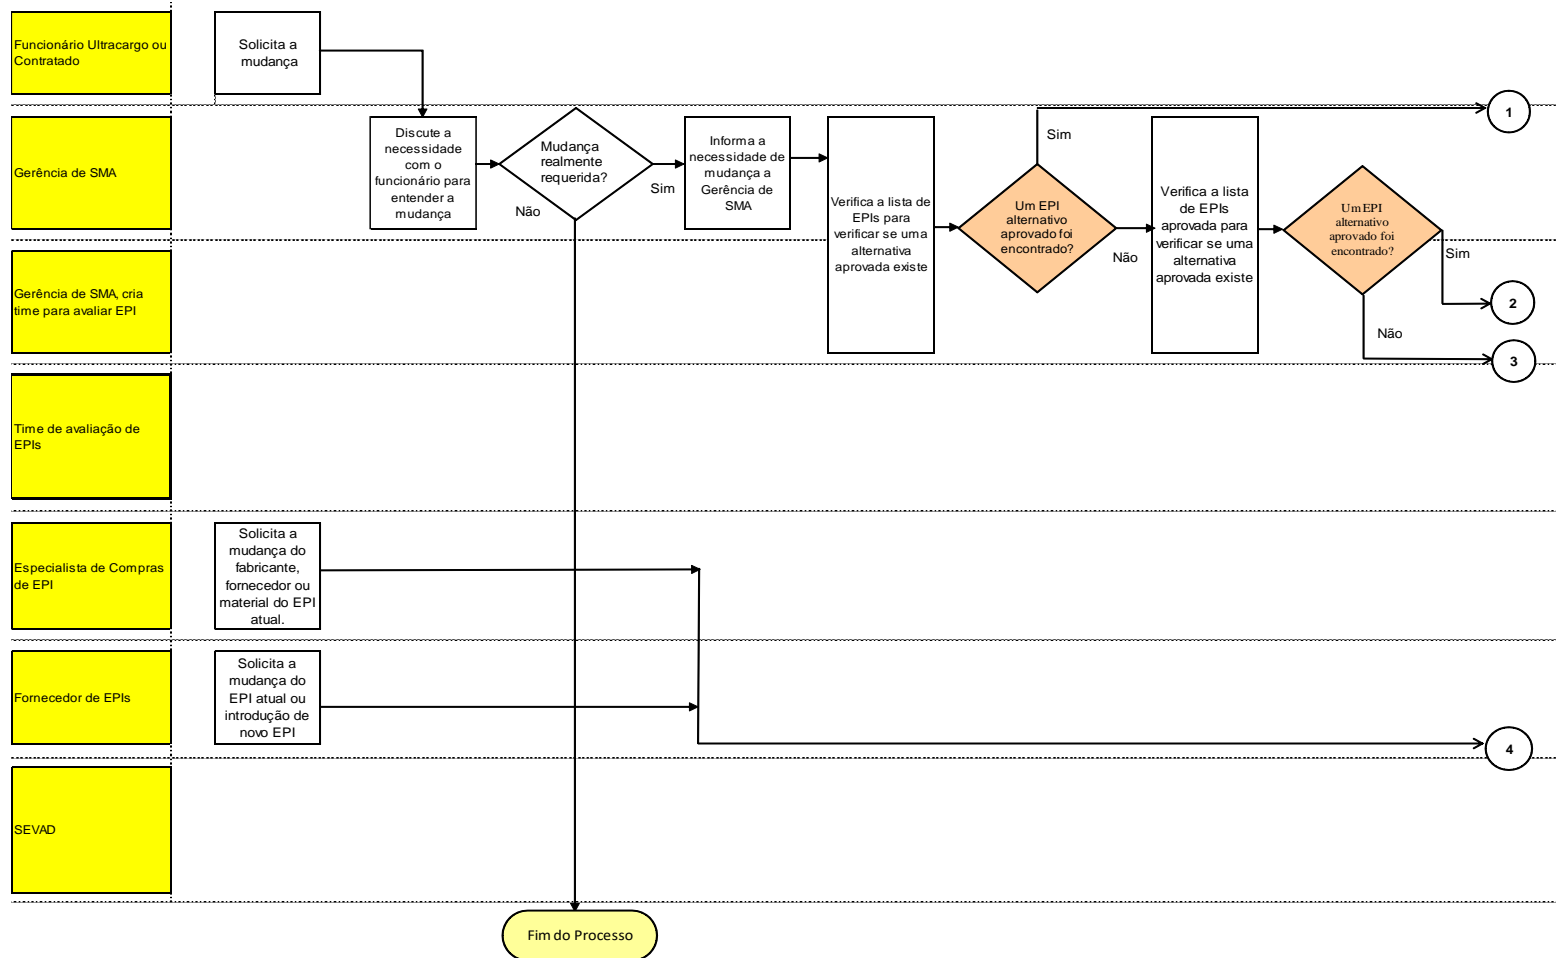 Funcionário Ultracargo ou
Contratado
Solicita a
mudança
1
Gerência de SMA
Discute a
necessidade
com o
funcionário para
entender a
mudança
Mudança
realmente
requerida?
Sim
Não
Informa a
necessidade de
mudança a
Gerência de
SMA
Verifica a lista de
EPIs para
verificar se uma
alternativa
aprovada existe
Sim
Um EPI
alternativo
aprovado foi
encontrado?
Não
Verifica a lista
de EPIs
aprovada para
verificar se uma
alternativa
aprovada existe
Um EPI
alternativo
aprovado foi
encontrado?
Sim
2
Não
3
Gerência de SMA, cria
time para avaliar EPI
Time de avaliação de
EPIs
Especialista de Compras
de EPI
Solicita a
mudança do
fabricante,
fornecedor ou
material do EPI
atual.
Fornecedor de EPIs
Solicita a
mudança do
EPI atual ou
introdução de
novo EPI
4
SEVAD
Fim do Processo